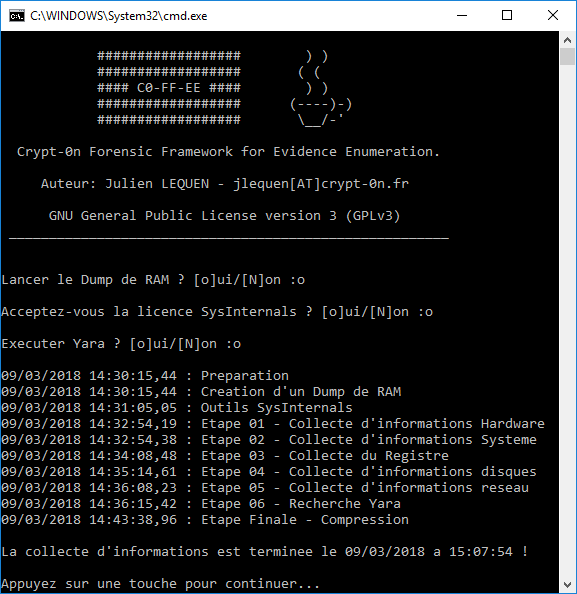 C:\WINDOWS\System32\cmd.exe
##################        ) )
##################       ( (
#### C0-FF-EE ####        ) )
##################      (----)-)
##################       \__/-'
Crypt-0n Forensic Framework for Evidence Enumeration.
Auteur: Julien LEQUEN - jlequen[AT]crypt-0n.fr
GNU General Public License version 3 (GPLv3)
_______________________________________________________
Lancer le Dump de RAM ? [o]ui/[N]on :o
Acceptez-vous la licence SysInternals ? [o]ui/[N]on :o
Executer Yara ? [o]ui/[N]on :o
09/03/2018 14:30:15,44 : Preparation
09/03/2018 14:30:15,44 : Creation d'un Dump de RAM
09/03/2018 14:31:05,05 : Outils SysInternals
09/03/2018 14:32:54,19 : Etape 01 - Collecte d'informations Hardware
09/03/2018 14:32:54,38 : Etape 02 - Collecte d'informations Systeme
09/03/2018 14:34:08,48 : Etape 03 - Collecte du Registre
09/03/2018 14:35:14,61 : Etape 04 - Collecte d'informations disques
09/03/2018 14:36:08,23 : Etape 05 - Collecte d'informations reseau
09/03/2018 14:36:15,42 : Etape 06 - Recherche Yara
09/03/2018 14:43:38,96 : Etape Finale - Compression
La collecte d'informations est terminee le 09/03/2018 a 15:07:54 !
Appuyez sur une touche pour continuer...